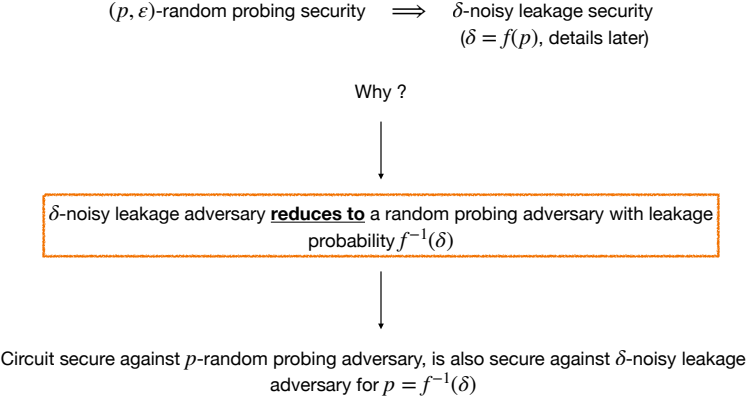 (p, ε)-random probing security ⟹ δ-noisy leakage security
(δ = f(p), details later)
Why ?
δ-noisy leakage adversary reduces to a random probing adversary with leakage
probability f⁻¹(δ)
Circuit secure against p-random probing adversary, is also secure against δ-noisy leakage
adversary for p = f⁻¹(δ)